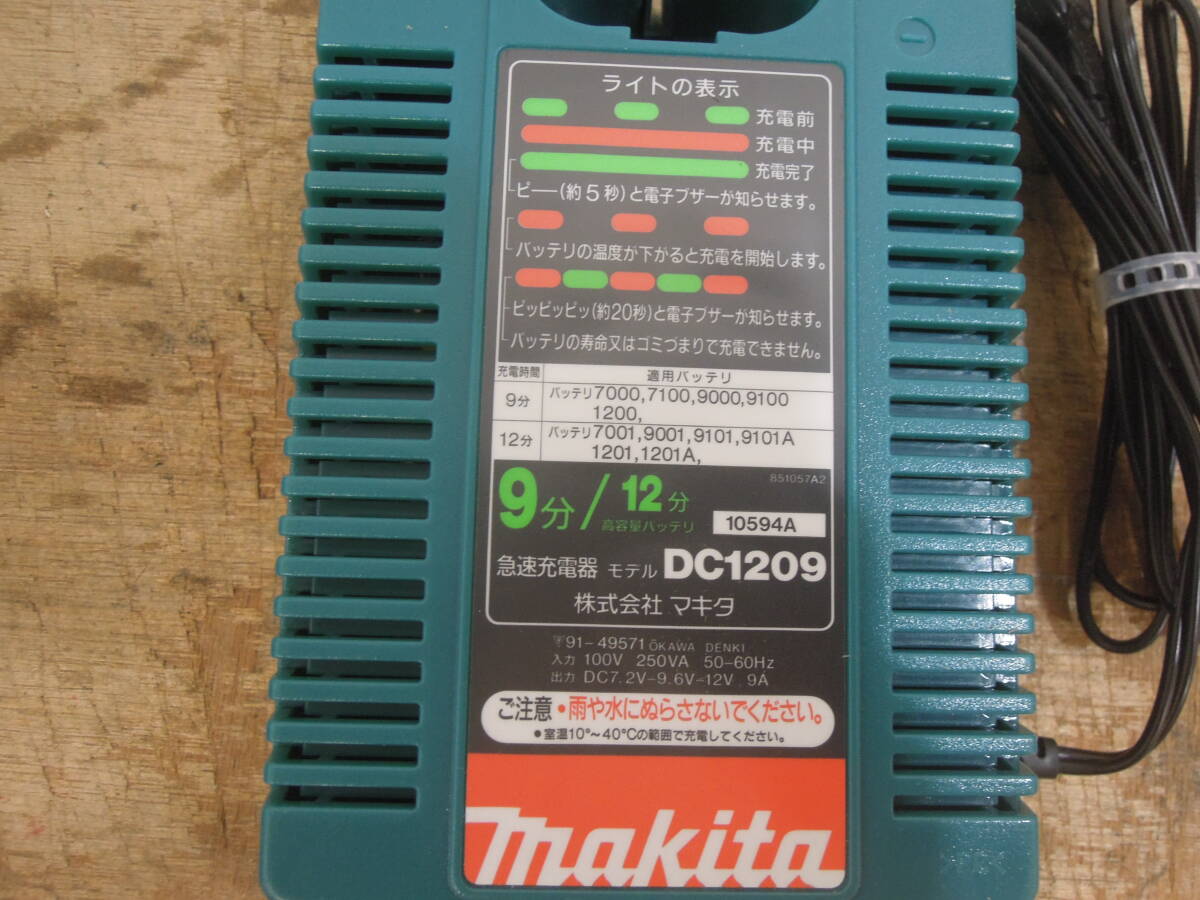 ライトの表示
充電前
充電中
充電完了
ピー(約5秒)と電子ブザーが知らせます。
バッテリの温度が下がると充電を開始します。
ピッピッピッ(約20秒)と電子ブザーが知らせます。
バッテリの寿命又はゴミづまりで充電できません。
充電時間 適用バッテリ
9分 バッテリ7000,7100,9000,9100
1200,
12分 バッテリ7001,9001,9101,9101A
1201,1201A,
851057A2
9分/12分
高容量バッテリ 10594A
急速充電器 モデル DC1209
株式会社 マキタ
〒91-49571 ŌKAWA DENKI
入力 100V 250VA 50-60Hz
出力 DC7.2V-9.6V-12V 9A
ご注意・雨や水にぬらさないでください。
●室温10°~40℃の範囲で充電してください。
makita